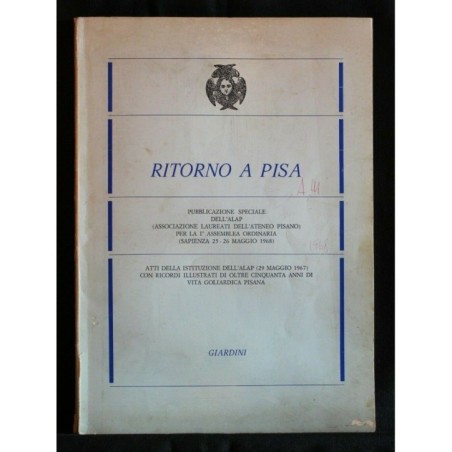 RITORNO A PISA
PUBBLICAZIONE SPECIALE
DELL'ALAP
(ASSOCIAZIONE LAUREATI DELL'ATENEO PISANO)
PER LA Iª ASSEMBLEA ORDINARIA
(SAPIENZA 25 - 26 MAGGIO 1968)
ATTI DELLA ISTITUZIONE DELL'ALAP (29 MAGGIO 1967)
CON RICORDI ILLUSTRATI DI OLTRE CINQUANTA ANNI DI
VITA GOLIARDICA PISANA
GIARDINI